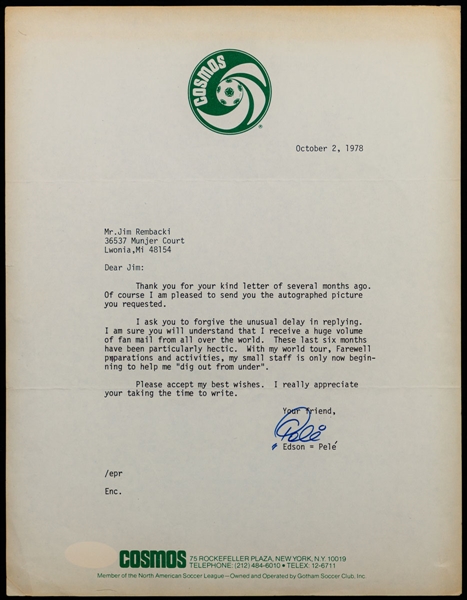 COSMOS
®
October 2, 1978
Mr.Jim Rembacki
36537 Munjer Court
Lwonia,Mi 48154
Dear Jim:
Thank you for your kind letter of several months ago.
Of course I am pleased to send you the autographed picture
you requested.
I ask you to forgive the unusual delay in replying.
I am sure you will understand that I receive a huge volume
of fan mail from all over the world. These last six months
have been particularly hectic. With my world tour, Farewell
preparations and activities, my small staff is only now begin-
ning to help me "dig out from under".
Please accept my best wishes. I really appreciate
your taking the time to write.
Your friend,
Pelé
Edson = Pelé
/epr
Enc.
COSMOS 75 ROCKEFELLER PLAZA, NEW YORK, N.Y. 10019
TELEPHONE: (212) 484-6010 • TELEX: 12-6711
Member of the North American Soccer League—Owned and Operated by Gotham Soccer Club, Inc.